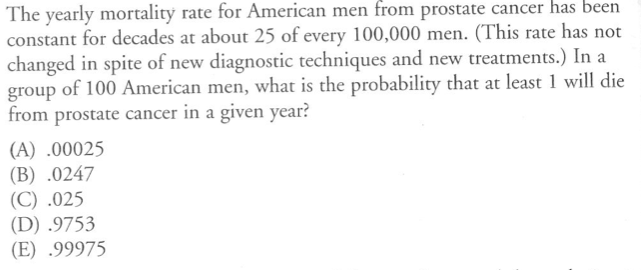 The yearly mortality rate for American men from prostate cancer has been
constant for decades at about 25 of every 100,000 men. (This rate has not
changed in spite of new diagnostic techniques and new treatments.) In a
group of 100 American men, what is the probability that at least 1 will die
from prostate cancer in a given year?
(A) .00025
(B) .0247
(C) .025
(D) .9753
(E) .99975